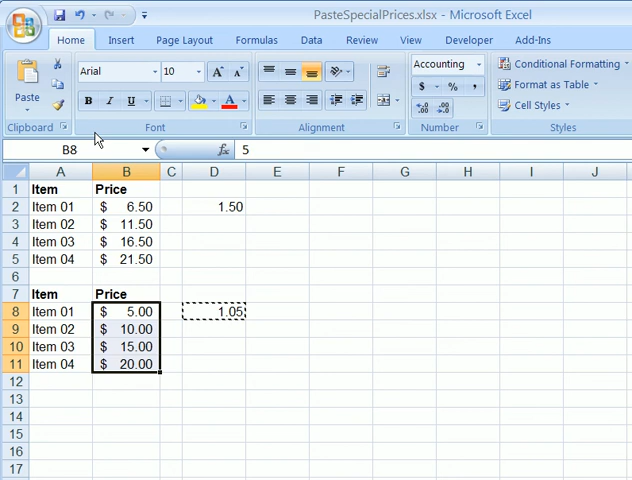 PasteSpecialPrices.xlsx - Microsoft Excel
Home Insert Page Layout Formulas Data Review View Developer Add-Ins
Arial 10 A A Accounting Conditional Formatting
Paste $ % , Format as Table
B I U A Cell Styles
Clipboard Font Alignment Number Styles
B8 fx 5
A B C D E F G H I J
1 Item Price
2 Item 01 $ 6.50 1.50
3 Item 02 $ 11.50
4 Item 03 $ 16.50
5 Item 04 $ 21.50
6
7 Item Price
8 Item 01 $ 5.00 1.05
9 Item 02 $ 10.00
10 Item 03 $ 15.00
11 Item 04 $ 20.00
12
13
14
15
16
17